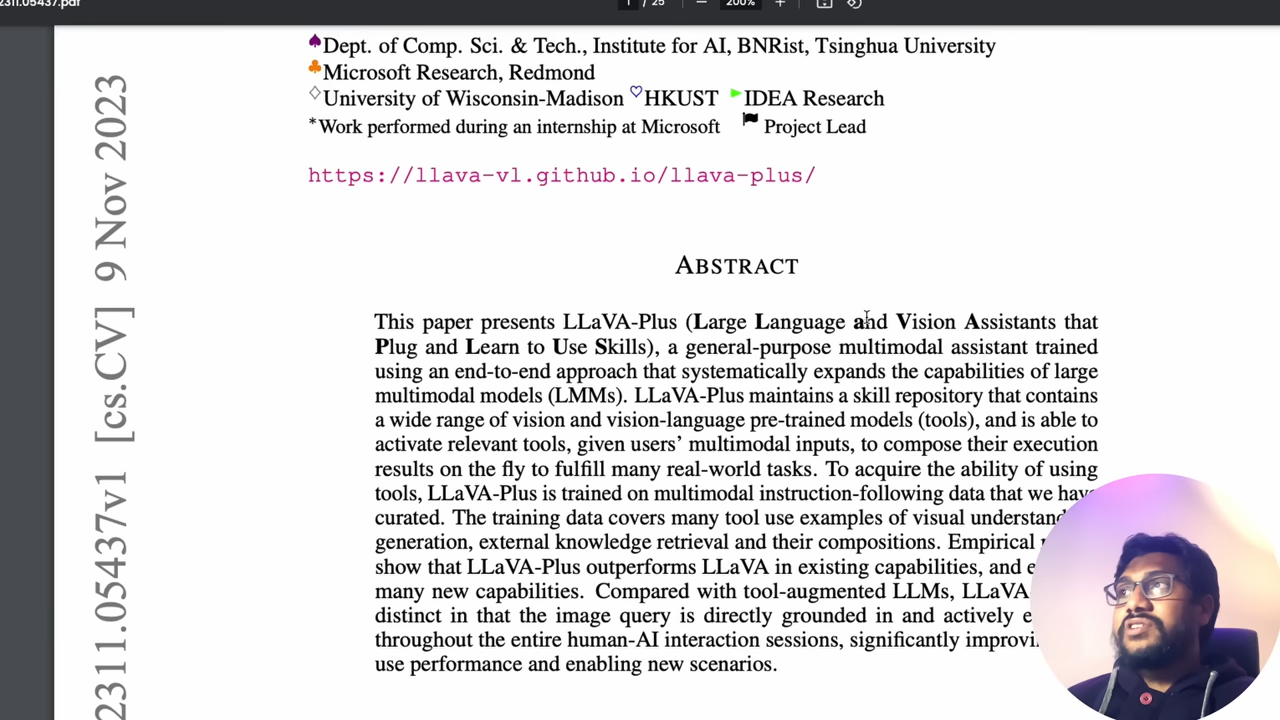 2311.05437.pdf
1 / 25 — 200% +
♠Dept. of Comp. Sci. & Tech., Institute for AI, BNRist, Tsinghua University
♣Microsoft Research, Redmond
♢University of Wisconsin-Madison ♡HKUST ►IDEA Research
*Work performed during an internship at Microsoft ⚑ Project Lead
https://llava-vl.github.io/llava-plus/
ABSTRACT
This paper presents LLaVA-Plus (Large Language and Vision Assistants that
Plug and Learn to Use Skills), a general-purpose multimodal assistant trained
using an end-to-end approach that systematically expands the capabilities of large
multimodal models (LMMs). LLaVA-Plus maintains a skill repository that contains
a wide range of vision and vision-language pre-trained models (tools), and is able to
activate relevant tools, given users' multimodal inputs, to compose their execution
results on the fly to fulfill many real-world tasks. To acquire the ability of using
tools, LLaVA-Plus is trained on multimodal instruction-following data that we have
curated. The training data covers many tool use examples of visual understand
generation, external knowledge retrieval and their compositions. Empirical
show that LLaVA-Plus outperforms LLaVA in existing capabilities, and
many new capabilities. Compared with tool-augmented LLMs, LLaVA
distinct in that the image query is directly grounded in and actively
throughout the entire human-AI interaction sessions, significantly improvi
use performance and enabling new scenarios.
2311.05437v1 [cs.CV] 9 Nov 2023